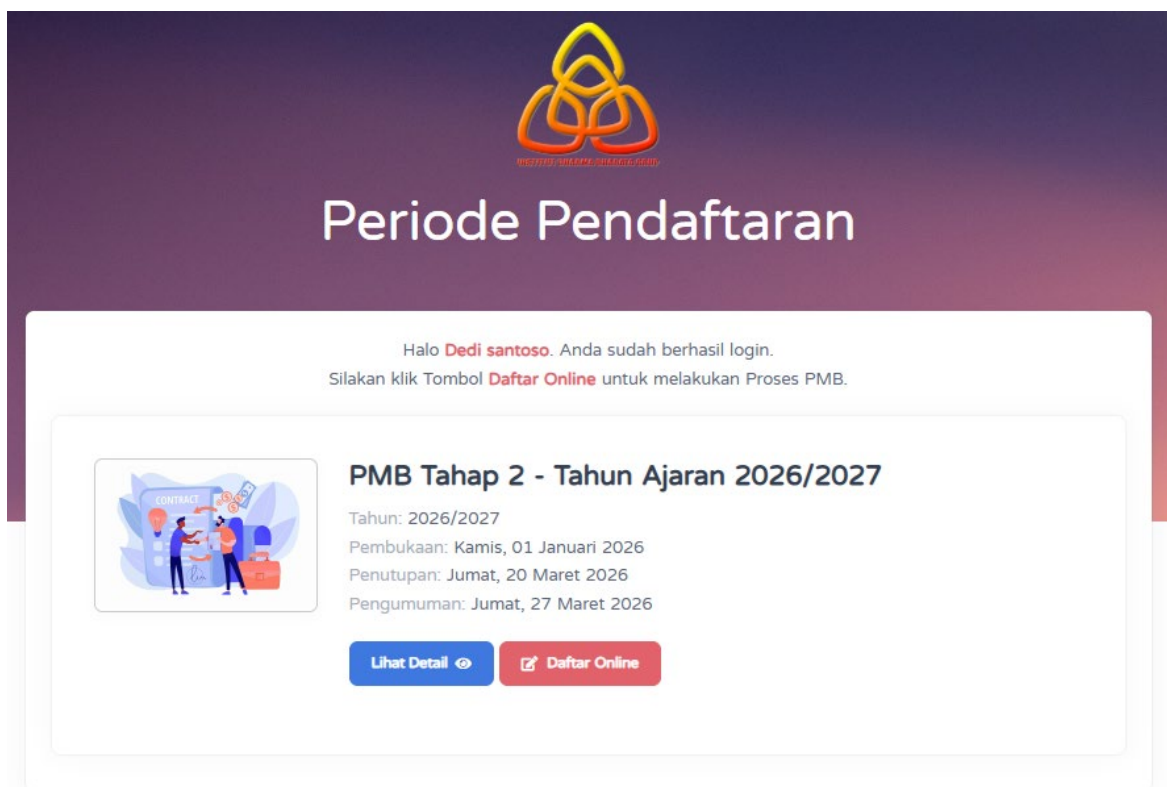 Periode Pendaftaran
Halo Dedi santoso. Anda sudah berhasil login.
Silakan klik Tombol Daftar Online untuk melakukan Proses PMB.
CONTRACT
PMB Tahap 2 - Tahun Ajaran 2026/2027
Tahun: 2026/2027
Pembukaan: Kamis, 01 Januari 2026
Penutupan: Jumat, 20 Maret 2026
Pengumuman: Jumat, 27 Maret 2026
Lihat Detail
Daftar Online